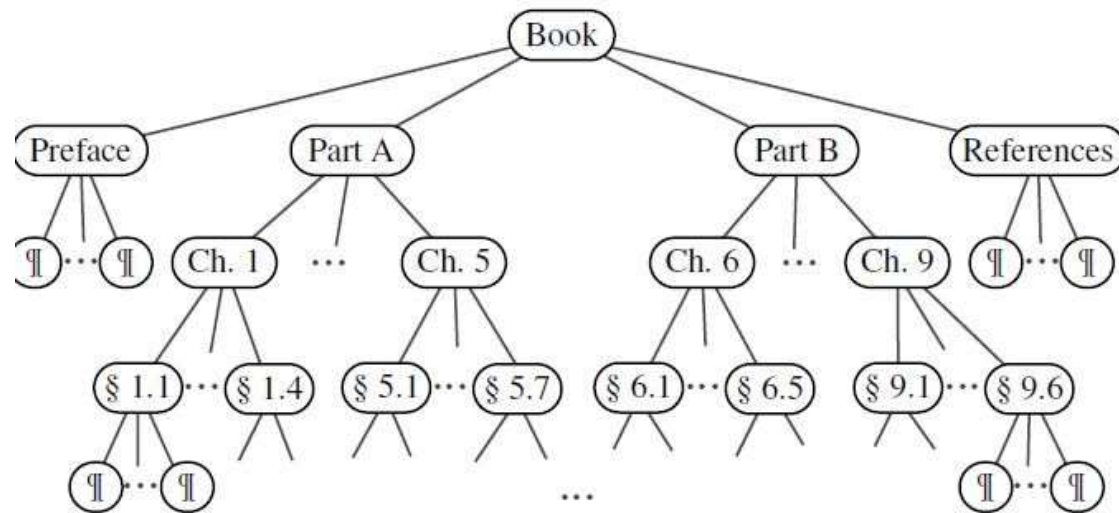 Book
Preface Part A Part B References
¶ ... ¶ Ch. 1 ... Ch. 5 Ch. 6 ... Ch. 9 ¶ ... ¶
§ 1.1 ... § 1.4 § 5.1 ... § 5.7 § 6.1 ... § 6.5 § 9.1 ... § 9.6
¶ ... ¶ ... ¶ ... ¶